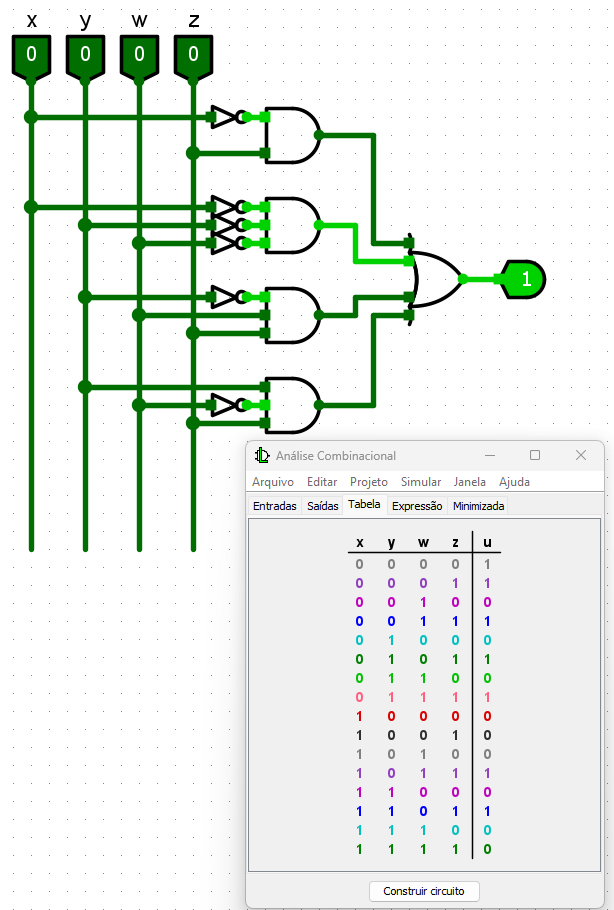 x y w z
0 0 0 0
1
Análise Combinacional
Arquivo Editar Projeto Simular Janela Ajuda
Entradas Saídas Tabela Expressão Minimizada
x y w z u
0 0 0 0 1
0 0 0 1 1
0 0 1 0 0
0 0 1 1 1
0 1 0 0 0
0 1 0 1 1
0 1 1 0 0
0 1 1 1 1
1 0 0 0 0
1 0 0 1 0
1 0 1 0 0
1 0 1 1 1
1 1 0 0 0
1 1 0 1 1
1 1 1 0 0
1 1 1 1 0
Construir circuito